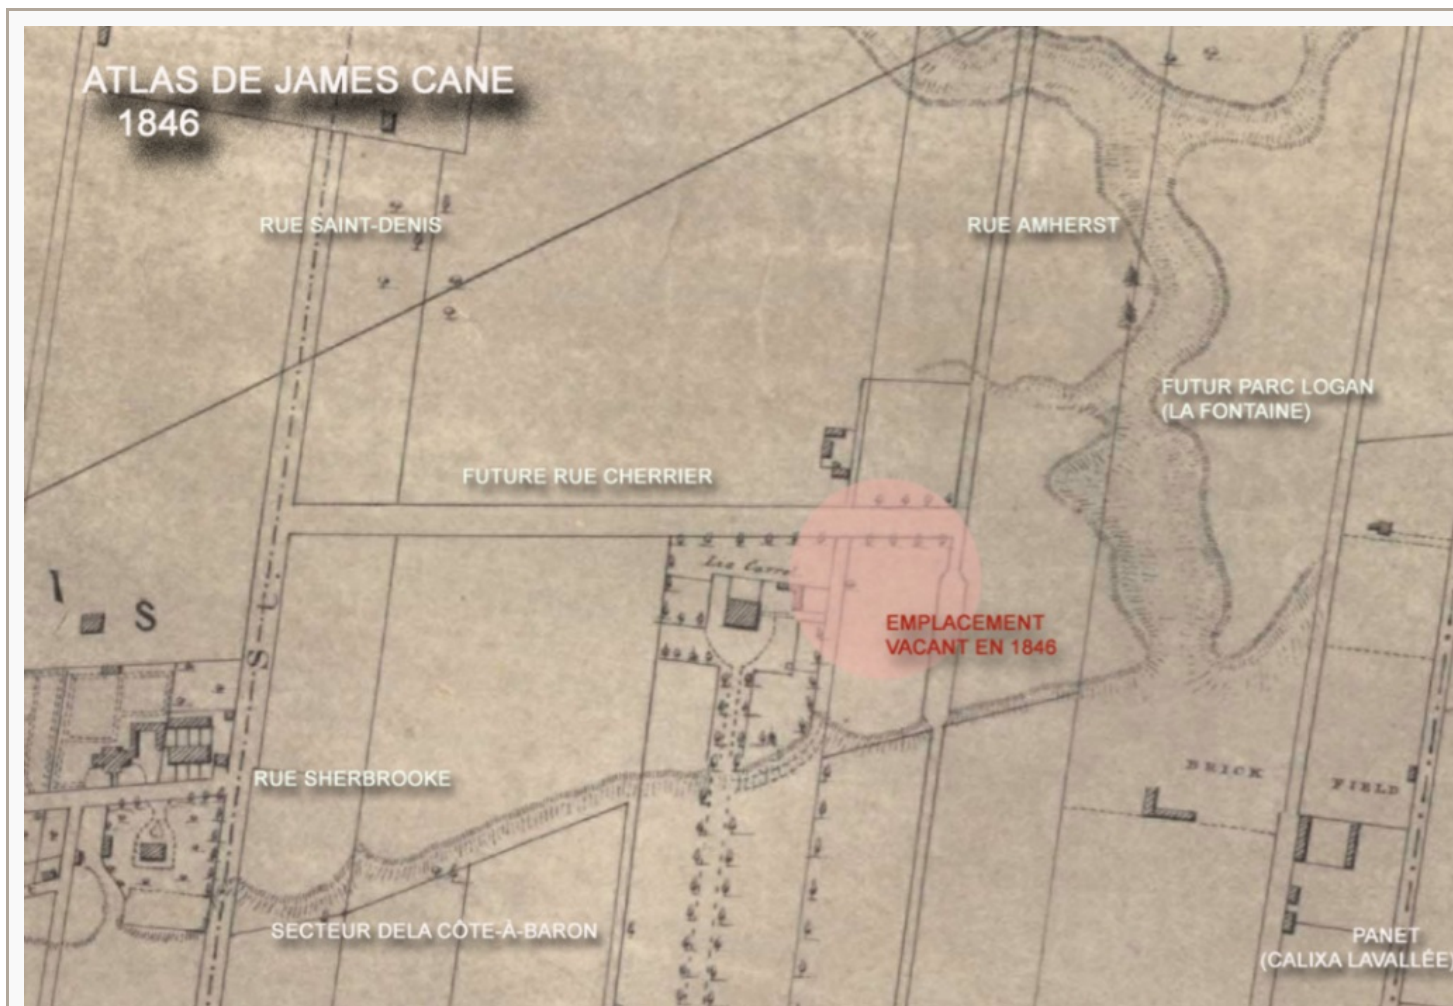 ATLAS DE JAMES CANE
1846
RUE SAINT-DENIS
RUE AMHERST
FUTUR PARC LOGAN
(LA FONTAINE)
FUTURE RUE CHERRIER
I S
EMPLACEMENT
VACANT EN 1846
RUE SHERBROOKE
BRICK FIELD
SECTEUR DELA CÔTE-À-BARON
PANET
(CALIXA LAVALLÉE)